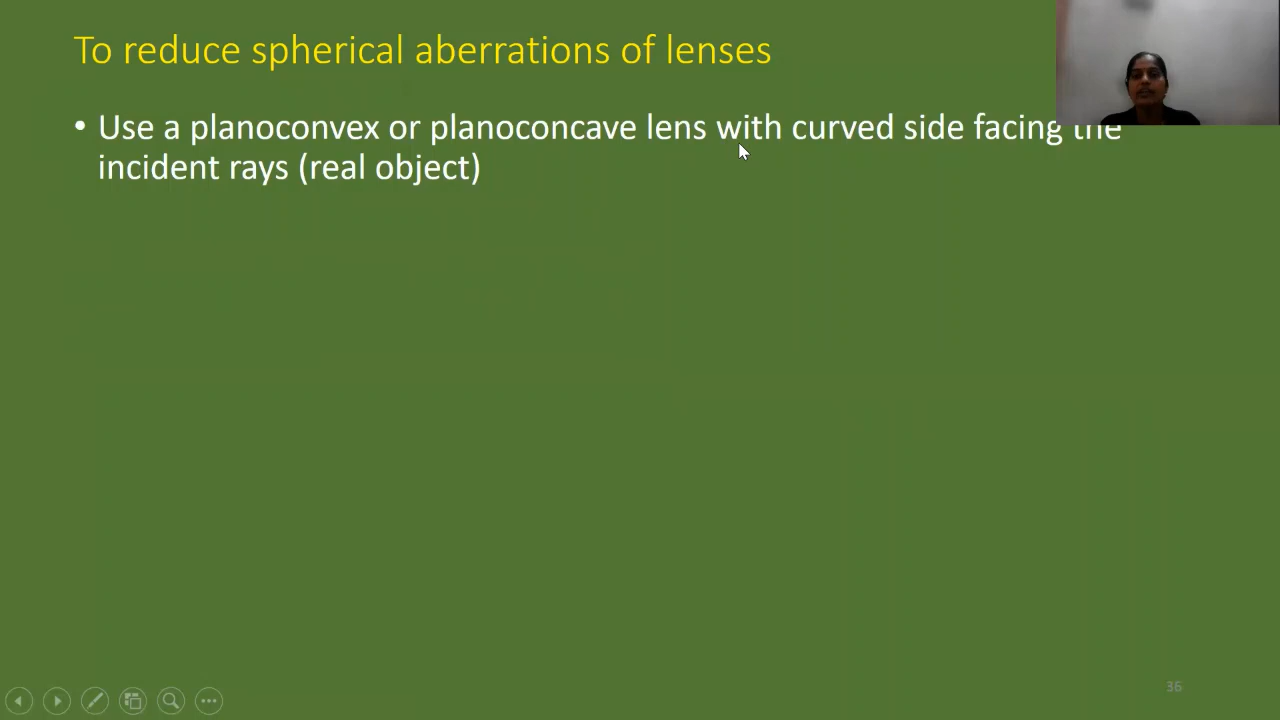 To reduce spherical aberrations of lenses
• Use a planoconvex or planoconcave lens with curved side facing the
incident rays (real object)
36